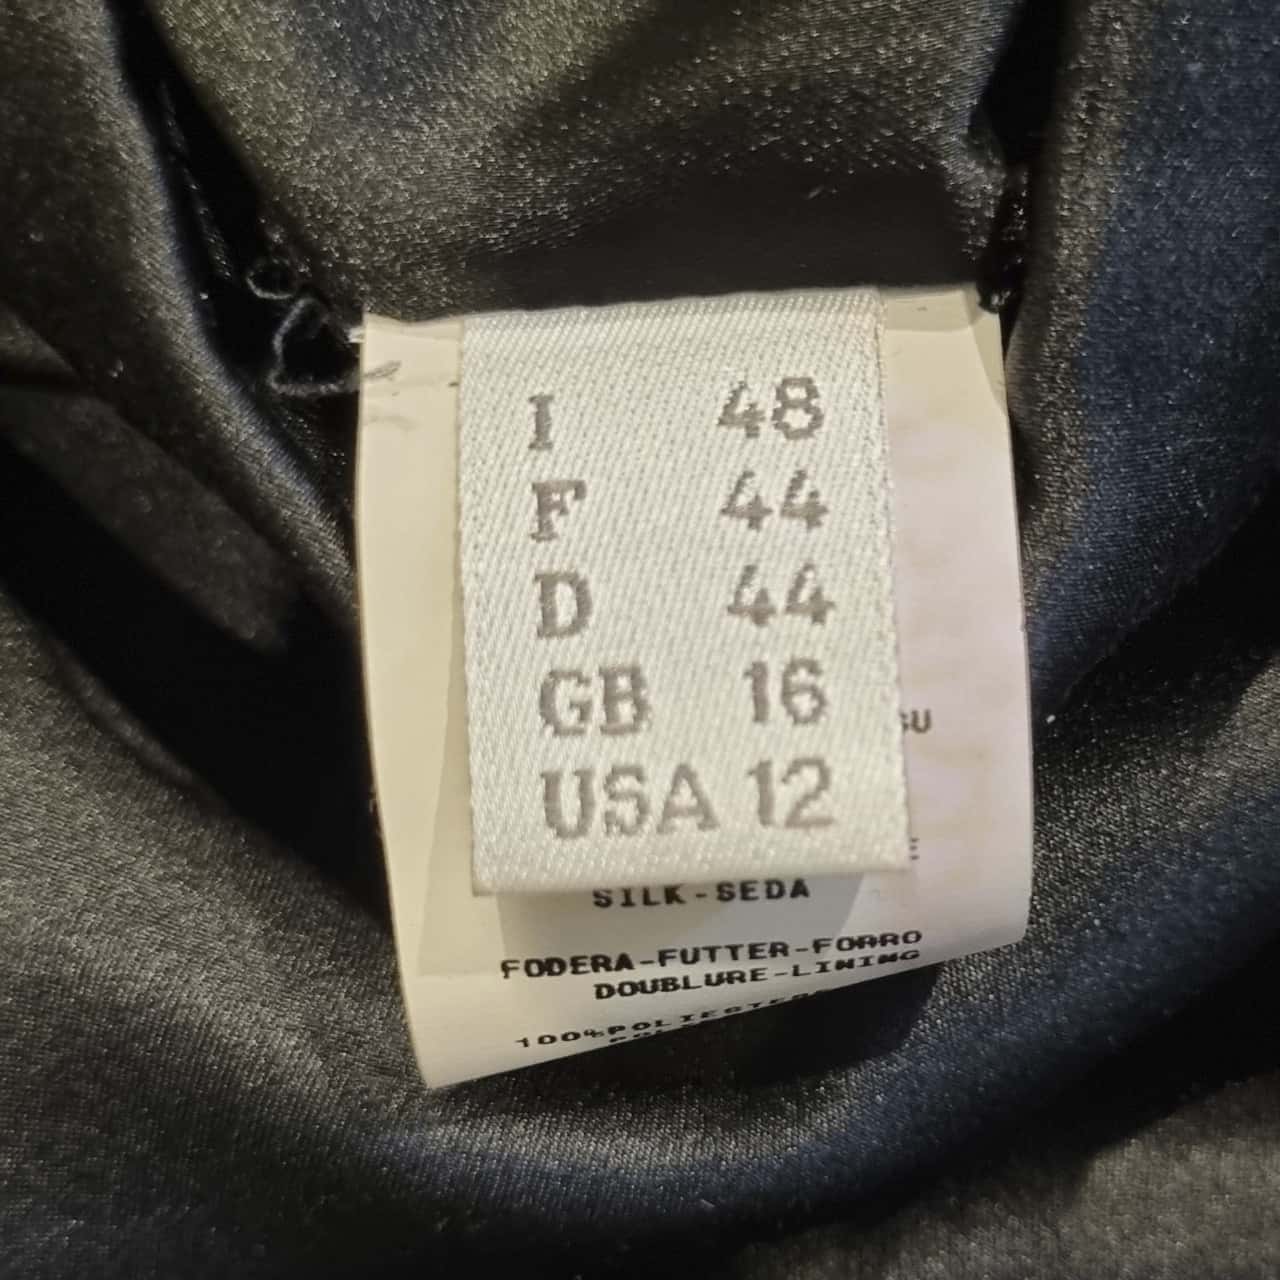 I 48
F 44
D 44
GB 16
USA 12
SILK-SEDA
FODERA-FUTTER-FORRO
DOUBLURE-LINING